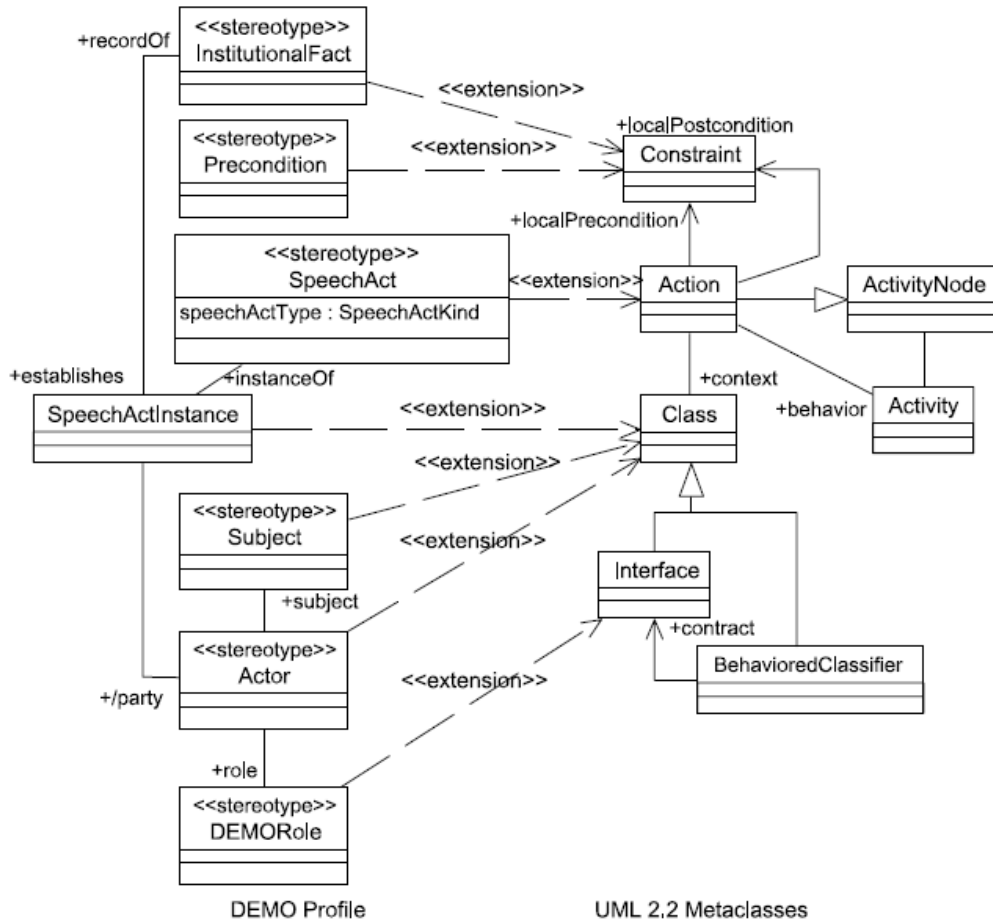 <<stereotype>>
+recordOf
InstitutionalFact
<<extension>>
<<stereotype>>
Precondition
<<extension>>
+localPostcondition
Constraint
+localPrecondition
<<stereotype>>
SpeechAct
<<extension>>
speechActType : SpeechActKind
Action
ActivityNode
+establishes
+instanceOf
+context
SpeechActInstance
<<extension>>
Class
+behavior
Activity
<<stereotype>>
Subject
<<extension>>
Interface
+subject
+contract
<<stereotype>>
Actor
BehavioredClassifier
<<extension>>
+/party
+role
<<stereotype>>
DEMORole
DEMO Profile
UML 2.2 Metaclasses